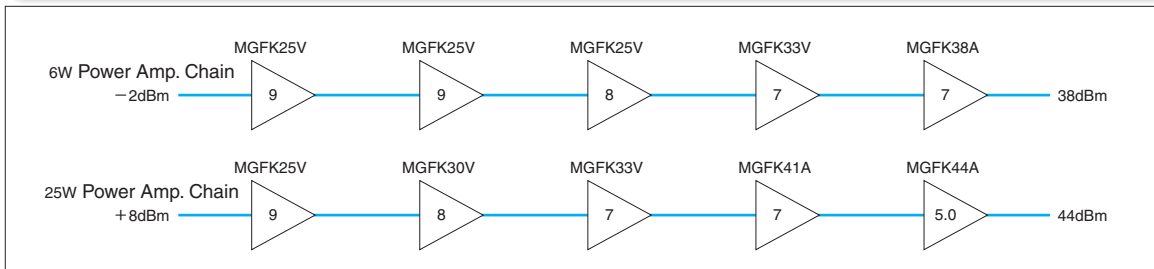 MGFK25V MGFK25V MGFK25V MGFK33V MGFK38A
6W Power Amp. Chain
−2dBm 9 9 8 7 7 38dBm
MGFK25V MGFK30V MGFK33V MGFK41A MGFK44A
25W Power Amp. Chain
+8dBm 9 8 7 7 5.0 44dBm